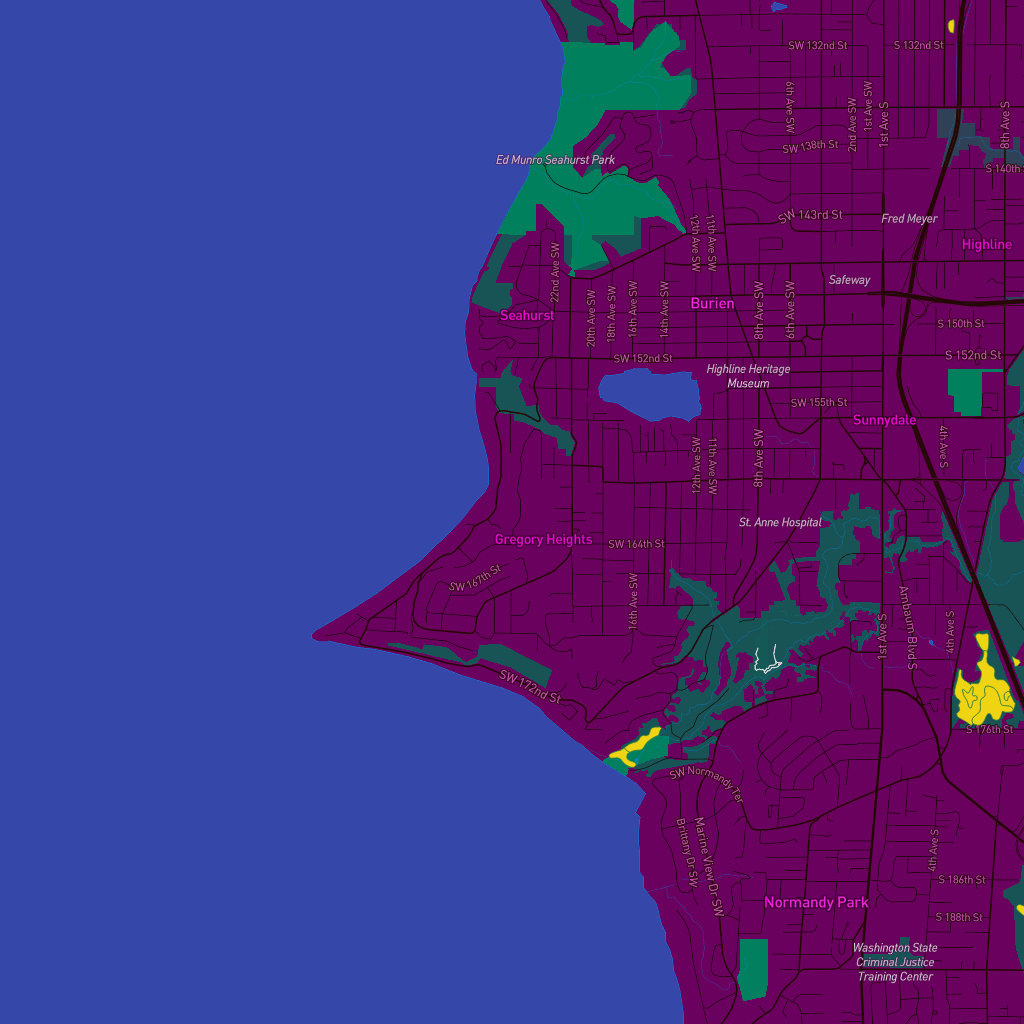 SW 132nd St
S 132nd St
6th Ave SW
2nd Ave SW
1st Ave SW
1st Ave S
8th Ave S
SW 138th St
Ed Munro Seahurst Park
S 140th
SW 143rd St
Fred Meyer
12th Ave SW
11th Ave SW
Highline
22nd Ave SW
Safeway
20th Ave SW
18th Ave SW
16th Ave SW
14th Ave SW
Burien
8th Ave SW
6th Ave SW
Seahurst
S 150th St
SW 152nd St
S 152nd St
Highline Heritage
Museum
SW 155th St
Sunnydale
4th Ave S
12th Ave SW
11th Ave SW
8th Ave SW
St. Anne Hospital
Gregory Heights
SW 164th St
SW 167th St
16th Ave SW
Ambaum Blvd S
1st Ave S
4th Ave S
SW 172nd St
S 176th St
SW Normandy Ter
Brittany Dr SW
Marine View Dr SW
4th Ave S
S 186th St
Normandy Park
S 188th St
Washington State
Criminal Justice
Training Center